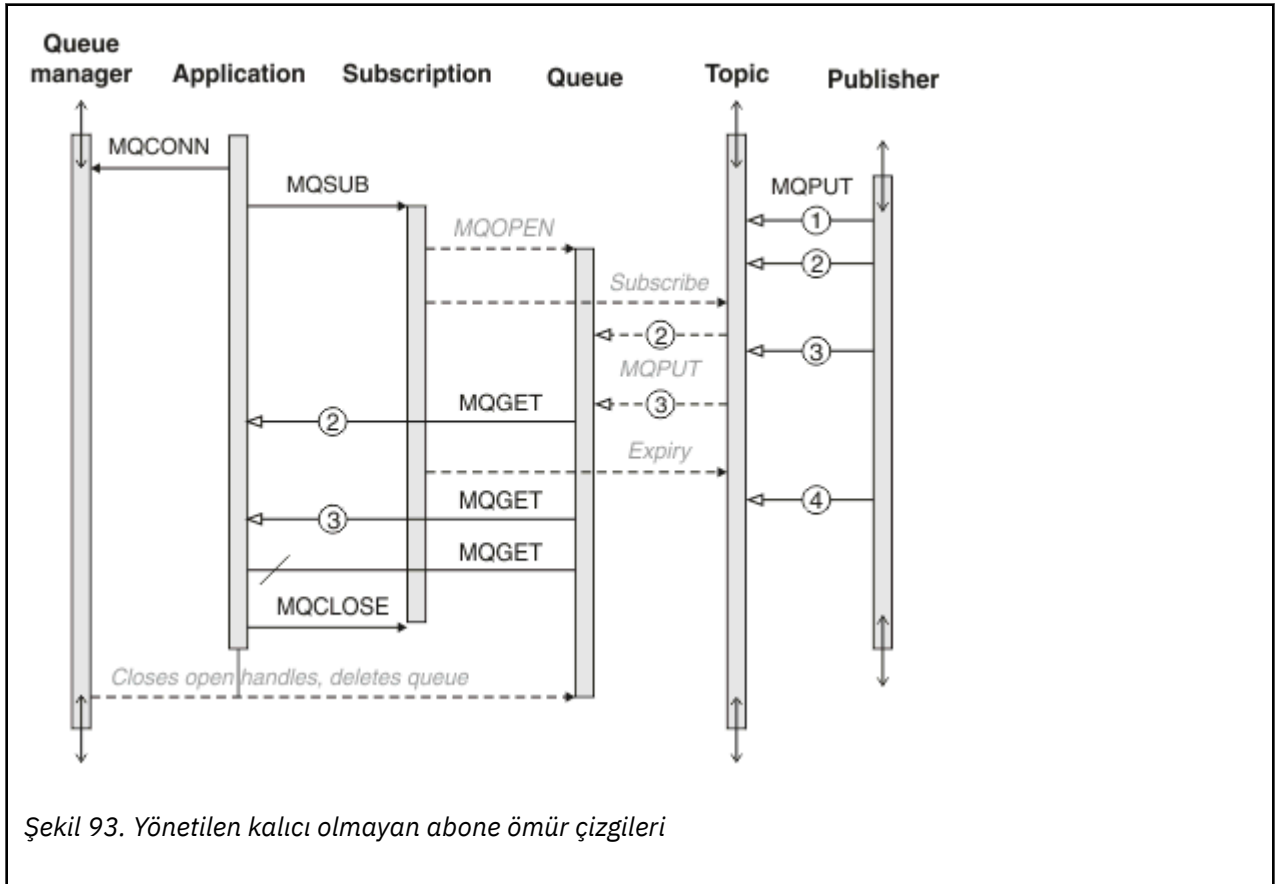 Queue manager
Application
Subscription
Queue
Topic
Publisher
MQCONN
MQSUB
MQPUT
1
MQOPEN
2
Subscribe
2
3
MQPUT
3
MQGET
2
Expiry
MQGET
4
3
MQGET
MQCLOSE
Closes open handles, deletes queue
Şekil 93. Yönetilen kalıcı olmayan abone ömür çizgileri